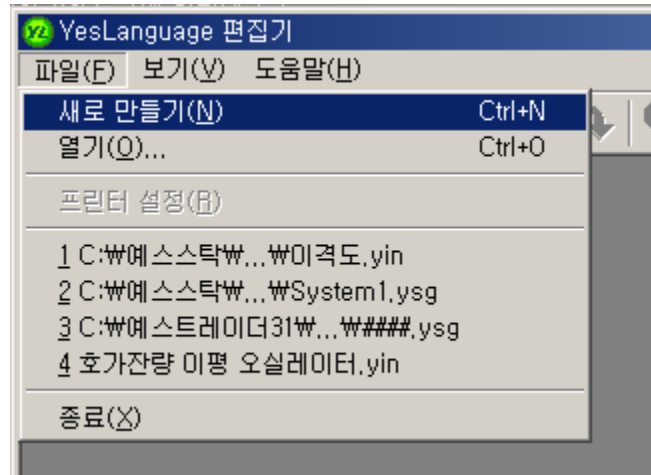 YL YesLanguage 편집기
파일(F) 보기(V) 도움말(H)
새로 만들기(N) Ctrl+N
열기(O)... Ctrl+O
프린터 설정(R)
1 C:₩예스스탁₩...₩이격도.yin
2 C:₩예스스탁₩...₩System1.ysg
3 C:₩예스트레이더31₩...₩####.ysg
4 호가잔량 이평 오실레이터.yin
종료(X)